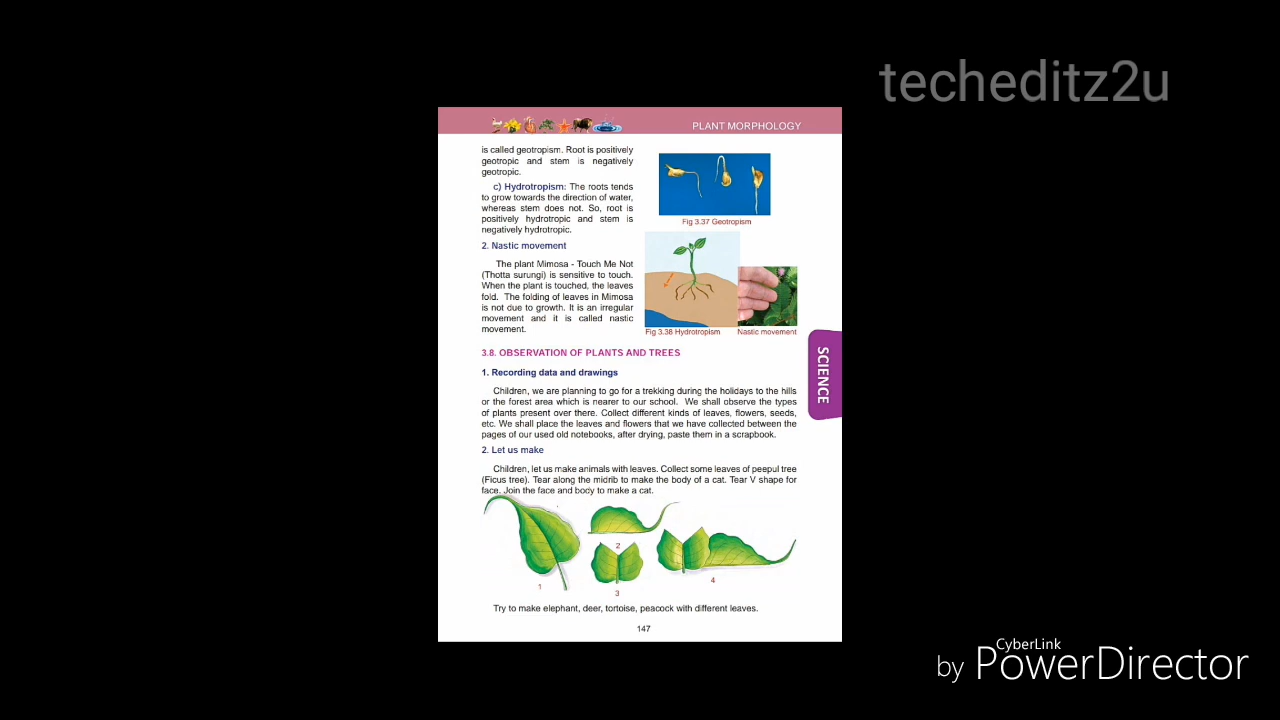 techeditz2u
PLANT MORPHOLOGY
is called geotropism. Root is positively
geotropic and stem is negatively
geotropic.
c) Hydrotropism: The roots tends
to grow towards the direction of water,
whereas stem does not. So, root is
positively hydrotropic and stem is
negatively hydrotropic.
Fig 3.37 Geotropism
2. Nastic movement
The plant Mimosa - Touch Me Not
(Thotta surungi) is sensitive to touch.
When the plant is touched, the leaves
fold. The folding of leaves in Mimosa
is not due to growth. It is an irregular
movement and it is called nastic
movement.
Fig 3.38 Hydrotropism
Nastic movement
SCIENCE
3.8. OBSERVATION OF PLANTS AND TREES
1. Recording data and drawings
Children, we are planning to go for a trekking during the holidays to the hills
or the forest area which is nearer to our school. We shall observe the types
of plants present over there. Collect different kinds of leaves, flowers, seeds,
etc. We shall place the leaves and flowers that we have collected between the
pages of our used old notebooks, after drying, paste them in a scrapbook.
2. Let us make
Children, let us make animals with leaves. Collect some leaves of peepul tree
(Ficus tree). Tear along the midrib to make the body of a cat. Tear V shape for
face. Join the face and body to make a cat.
1
2
3
4
Try to make elephant, deer, tortoise, peacock with different leaves.
147
CyberLink
by PowerDirector